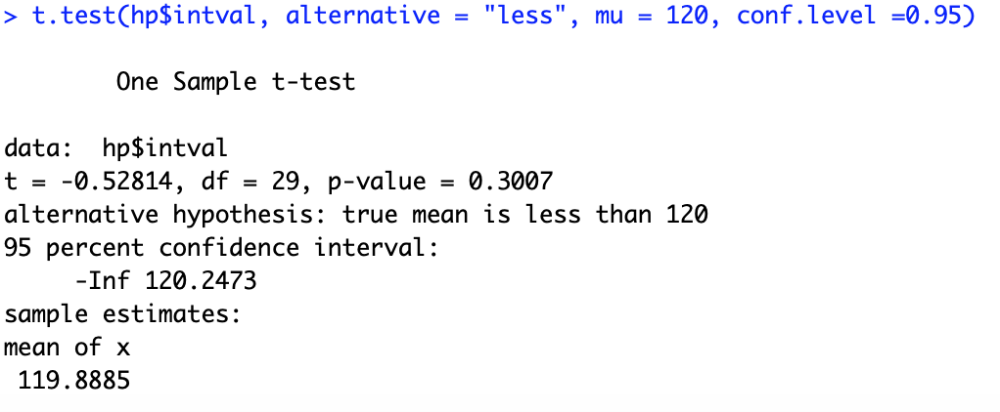 > t.test(hp$intval, alternative = "less", mu = 120, conf.level =0.95)
One Sample t-test
data:  hp$intval
t = -0.52814, df = 29, p-value = 0.3007
alternative hypothesis: true mean is less than 120
95 percent confidence interval:
-Inf 120.2473
sample estimates:
mean of x
119.8885